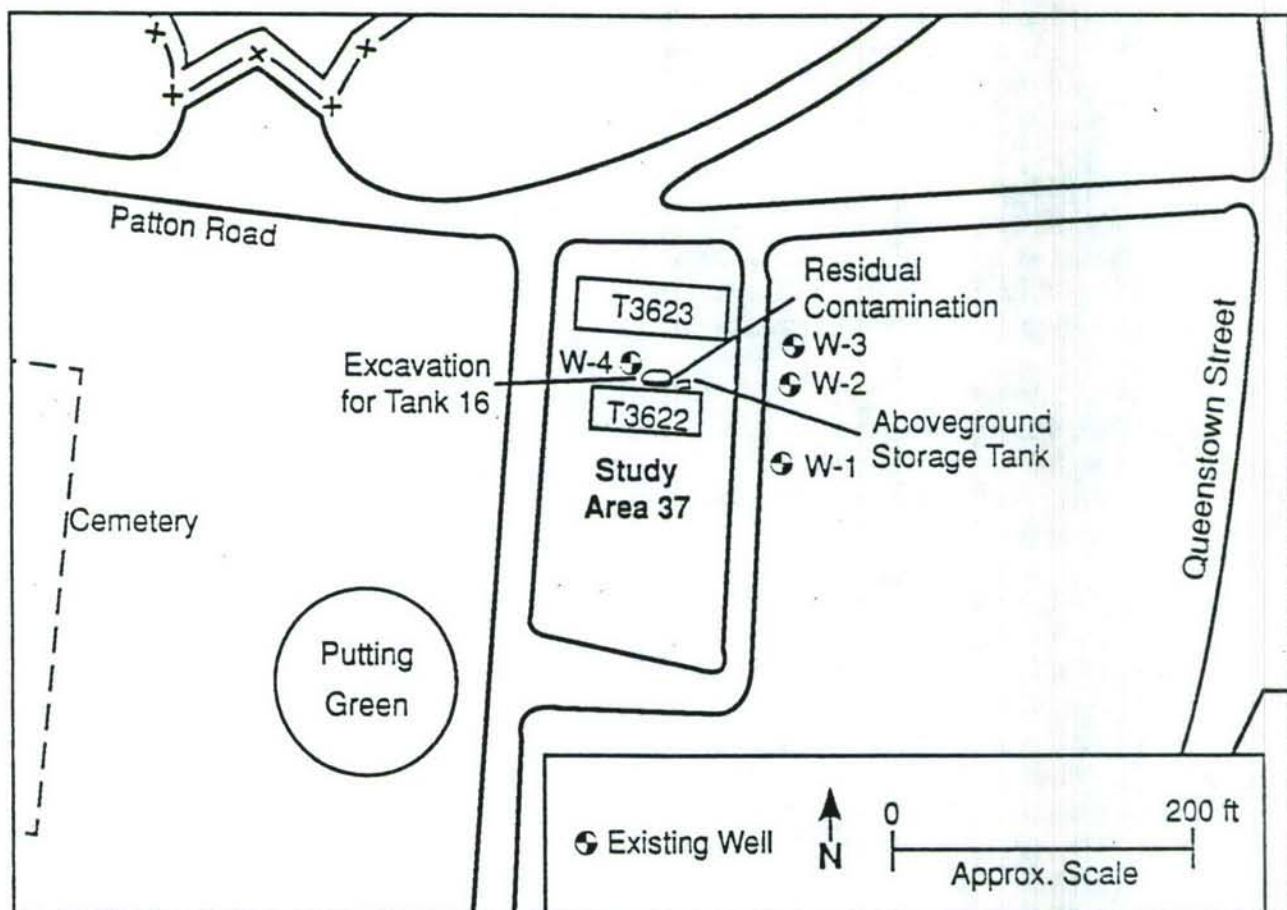 Patton Road
T3623
Residual
Contamination
W-4
W-3
W-2
Excavation
for Tank 16
T3622
Aboveground
Storage Tank
W-1
Study
Area 37
Queenstown Street
Cemetery
Putting
Green
Existing Well
N
0
200 ft
Approx. Scale